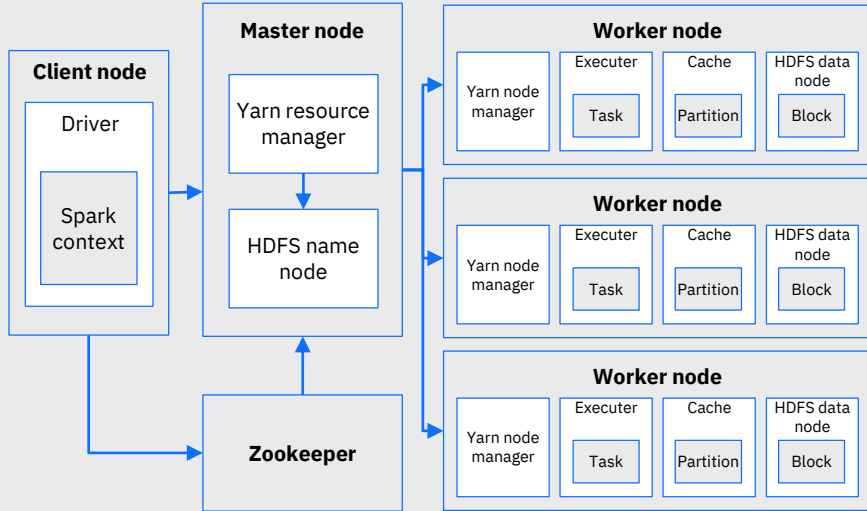 Client node
Driver
Spark
context
Master node
Yarn resource
manager
HDFS name
node
Zookeeper
Worker node
Yarn node
manager
Executer
Task
Cache
Partition
HDFS data
node
Block
Worker node
Yarn node
manager
Executer
Task
Cache
Partition
HDFS data
node
Block
Worker node
Yarn node
manager
Executer
Task
Cache
Partition
HDFS data
node
Block